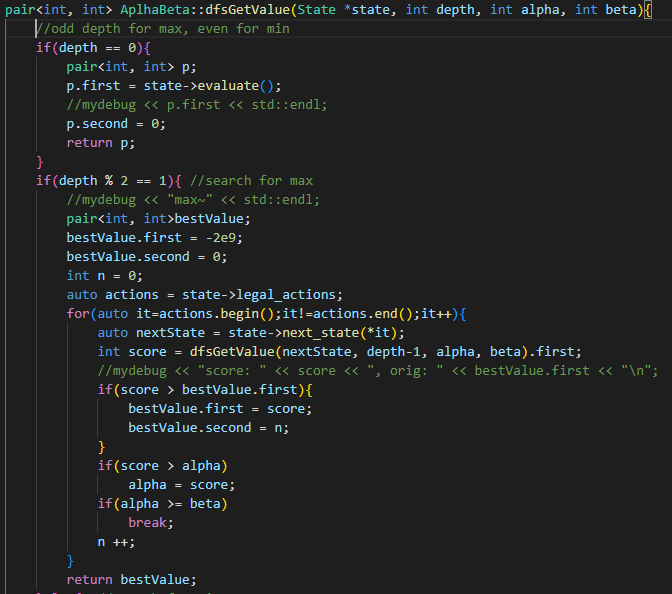 pair<int, int> AplhaBeta::dfsGetValue(State *state, int depth, int alpha, int beta){
//odd depth for max, even for min
if(depth == 0){
pair<int, int> p;
p.first = state->evaluate();
//mydebug << p.first << std::endl;
p.second = 0;
return p;
}
if(depth % 2 == 1){ //search for max
//mydebug << "max~" << std::endl;
pair<int, int>bestValue;
bestValue.first = -2e9;
bestValue.second = 0;
int n = 0;
auto actions = state->legal_actions;
for(auto it=actions.begin();it!=actions.end();it++){
auto nextState = state->next_state(*it);
int score = dfsGetValue(nextState, depth-1, alpha, beta).first;
//mydebug << "score: " << score << ", orig: " << bestValue.first << "\n";
if(score > bestValue.first){
bestValue.first = score;
bestValue.second = n;
}
if(score > alpha)
alpha = score;
if(alpha >= beta)
break;
n ++;
}
return bestValue;